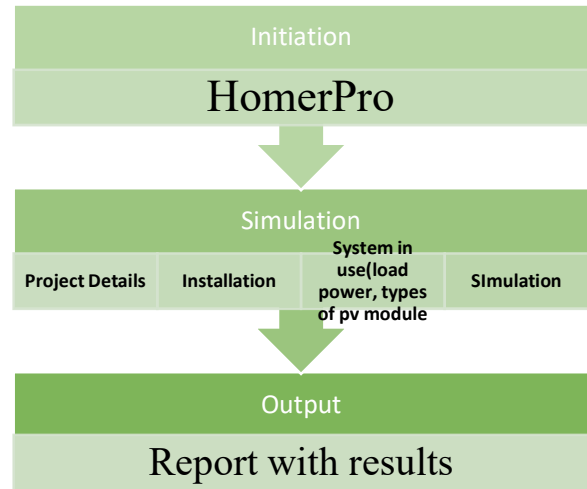 Initiation
HomerPro
Simulation
Project Details
Installation
System in
use(load
power, types
of pv module
SImulation
Output
Report with results